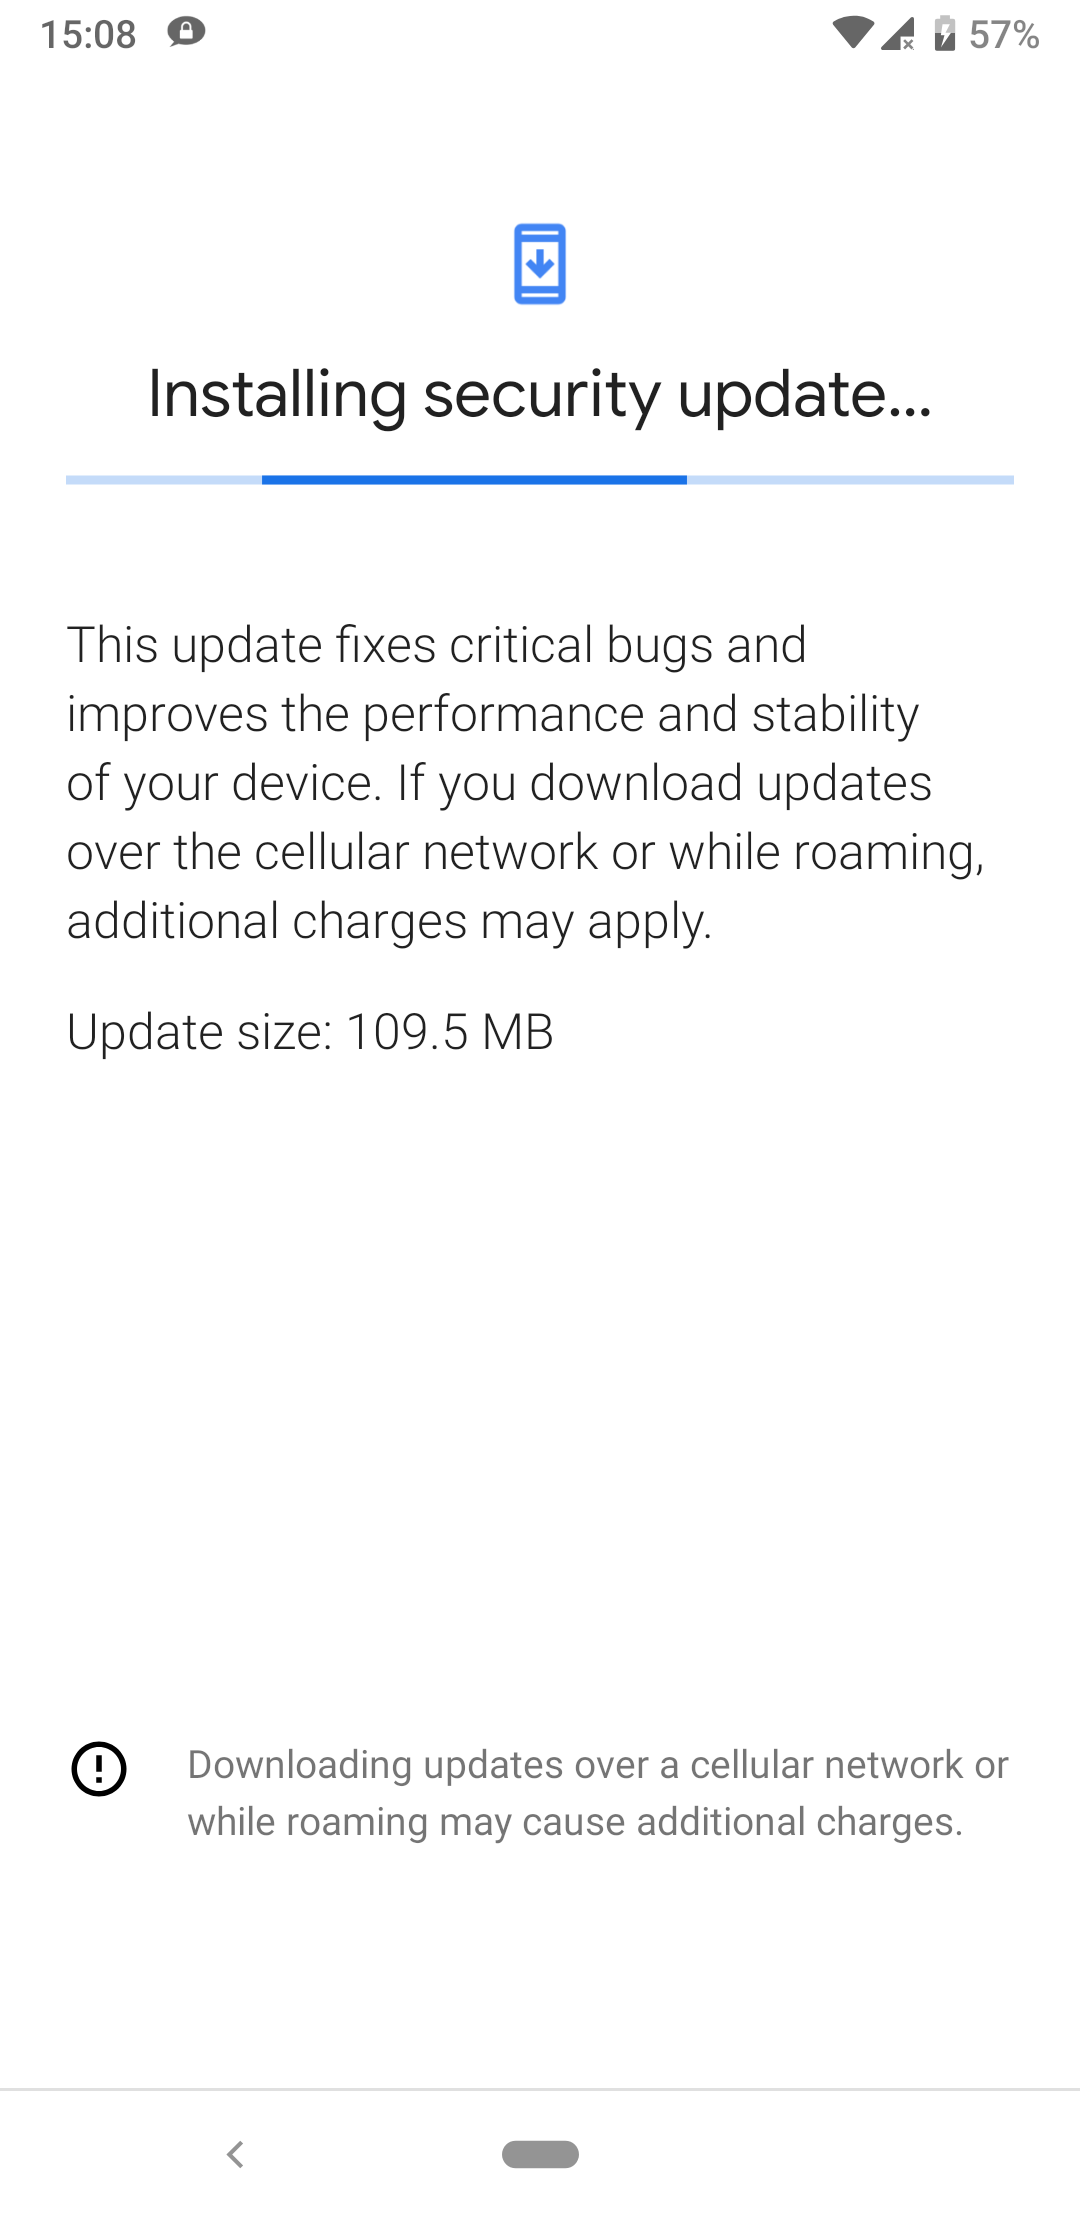 15:08
57%
Installing security update...
This update fixes critical bugs and
improves the performance and stability
of your device. If you download updates
over the cellular network or while roaming,
additional charges may apply.
Update size: 109.5 MB
Downloading updates over a cellular network or
while roaming may cause additional charges.